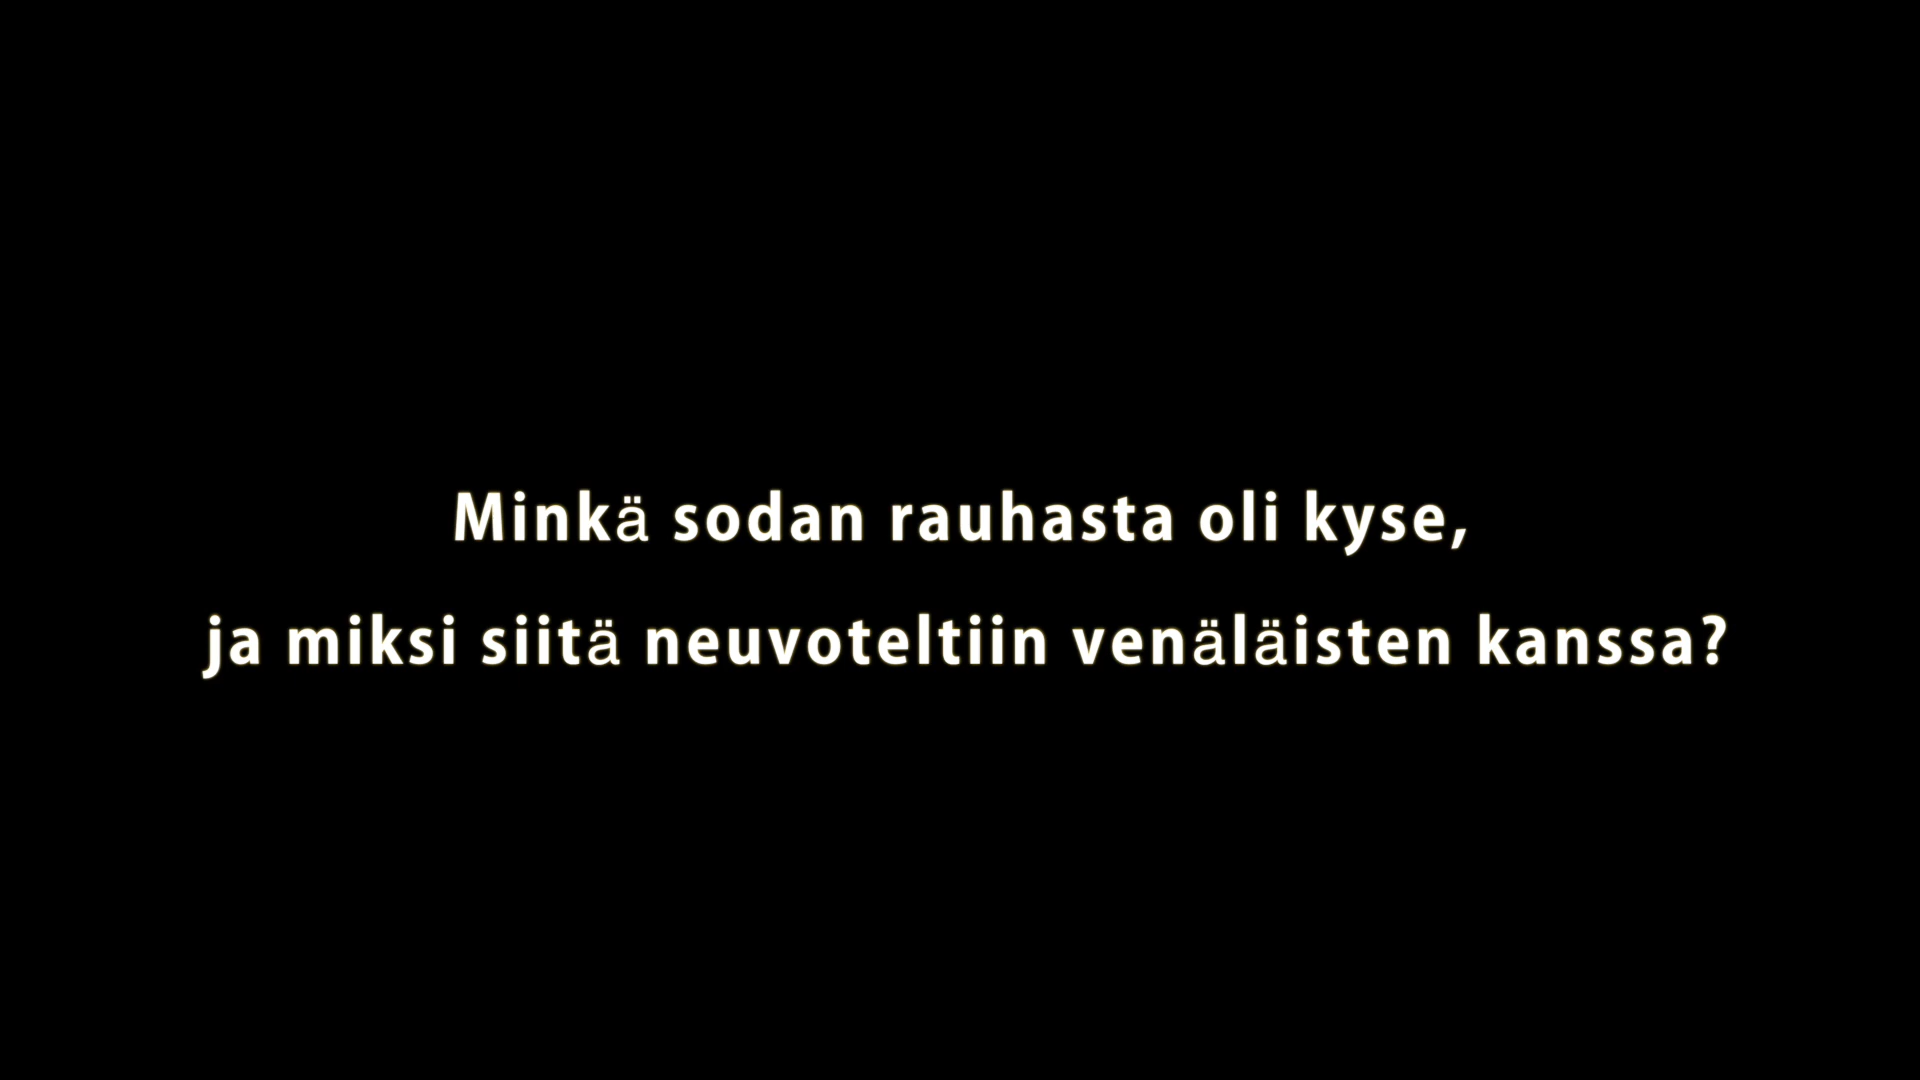 Minkä sodan rauhasta oli kyse,
ja miksi siitä neuvoteltiin venäläisten kanssa?